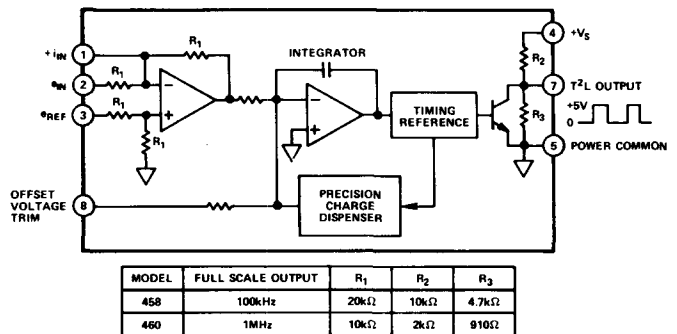 +iIN 1
eIN 2
eREF 3
R1
R1
R1
R1
−
+
INTEGRATOR
−
+
TIMING REFERENCE
PRECISION CHARGE DISPENSER
OFFSET VOLTAGE TRIM 8
4 +VS
R2
7 T²L OUTPUT
R3
+5V
0
5 POWER COMMON
MODEL FULL SCALE OUTPUT R1 R2 R3
458 100kHz 20kΩ 10kΩ 4.7kΩ
460 1MHz 10kΩ 2kΩ 910Ω